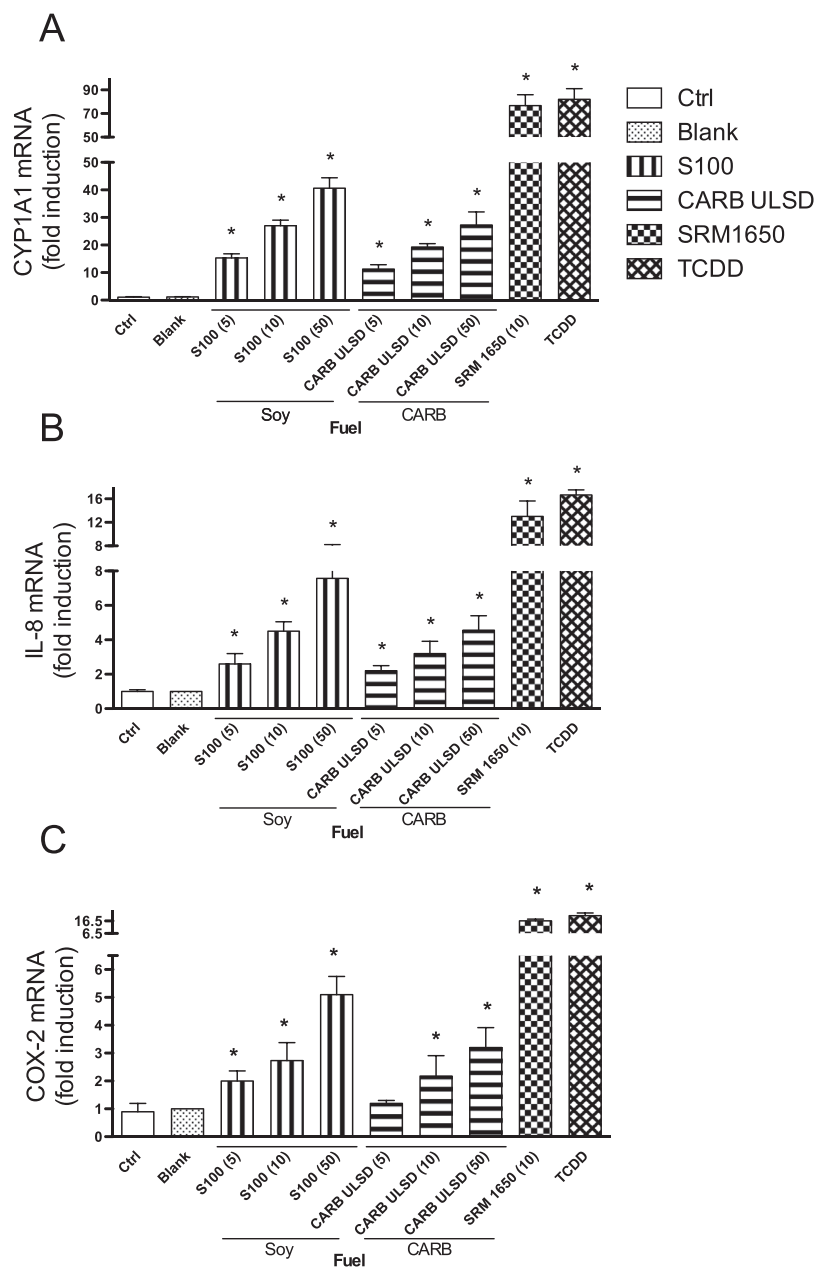 A
CYP1A1 mRNA
(fold induction)
90
70
50
50
40
30
20
10
0
* * * * * * * *
Ctrl
Blank
S100 (5)
S100 (10)
S100 (50)
CARB ULSD (5)
CARB ULSD (10)
CARB ULSD (50)
SRM 1650 (10)
TCDD
Soy
CARB
Fuel
Ctrl
Blank
S100
CARB ULSD
SRM1650
TCDD
B
IL-8 mRNA
(fold induction)
16
12
8
8
6
4
2
0
* * * * * * * *
Ctrl
Blank
S100 (5)
S100 (10)
S100 (50)
CARB ULSD (5)
CARB ULSD (10)
CARB ULSD (50)
SRM 1650 (10)
TCDD
Soy
CARB
Fuel
C
COX-2 mRNA
(fold induction)
16.5
6.5
6
5
4
3
2
1
0
* * * * * * *
Ctrl
Blank
S100 (5)
S100 (10)
S100 (50)
CARB ULSD (5)
CARB ULSD (10)
CARB ULSD (50)
SRM 1650 (10)
TCDD
Soy
CARB
Fuel